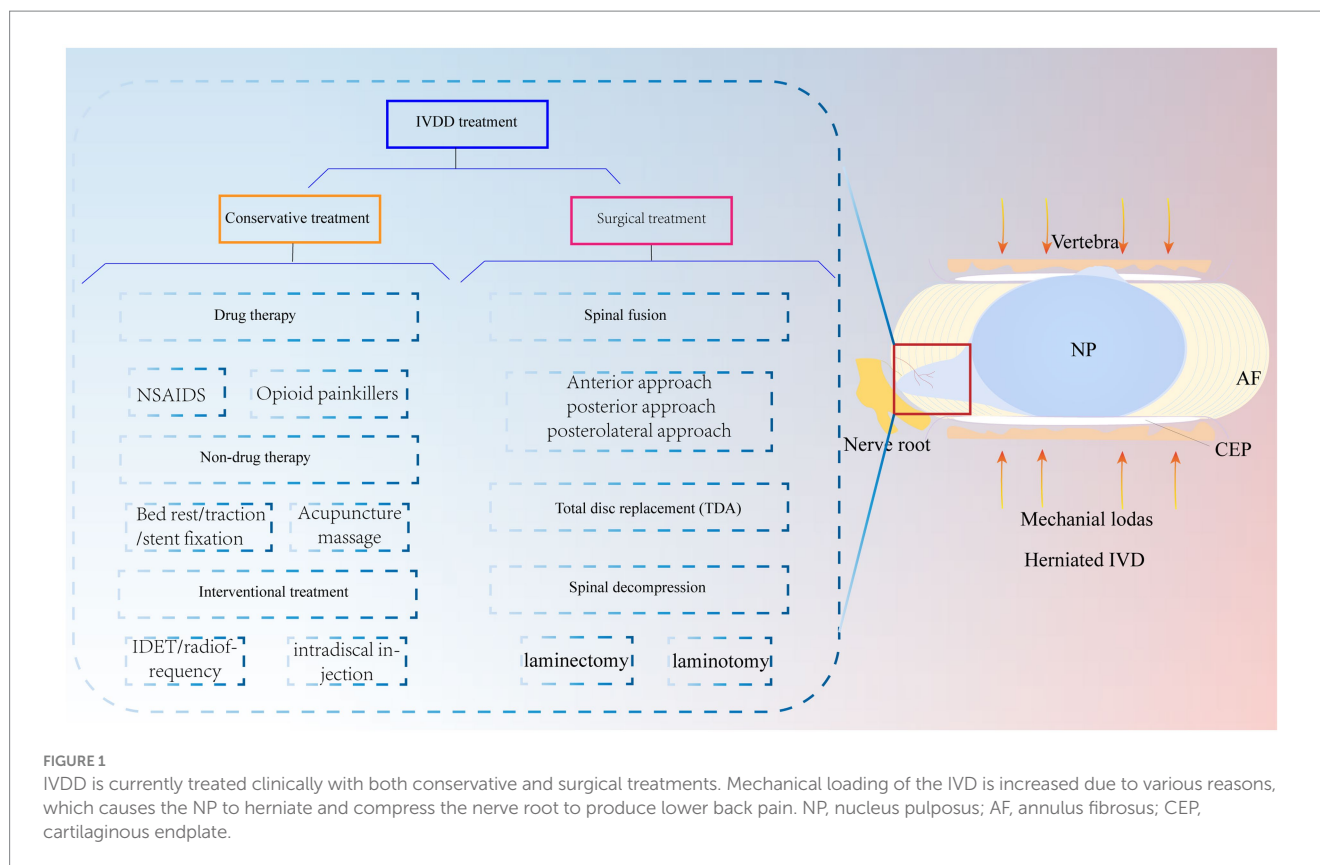 IVDD treatment
Conservative treatment
Surgical treatment
Drug therapy
NSAIDS
Opioid painkillers
Non-drug therapy
Bed rest/traction
/stent fixation
Acupuncture
massage
Interventional treatment
IDET/radiof-
requency
intradiscal in-
jection
Spinal fusion
Anterior approach
posterior approach
posterolateral approach
Total disc replacement (TDA)
Spinal decompression
laminectomy
laminotomy
Vertebra
NP
AF
Nerve root
CEP
Mechanial lodas
Herniated IVD
FIGURE 1
IVDD is currently treated clinically with both conservative and surgical treatments. Mechanical loading of the IVD is increased due to various reasons,
which causes the NP to herniate and compress the nerve root to produce lower back pain. NP, nucleus pulposus; AF, annulus fibrosus; CEP,
cartilaginous endplate.